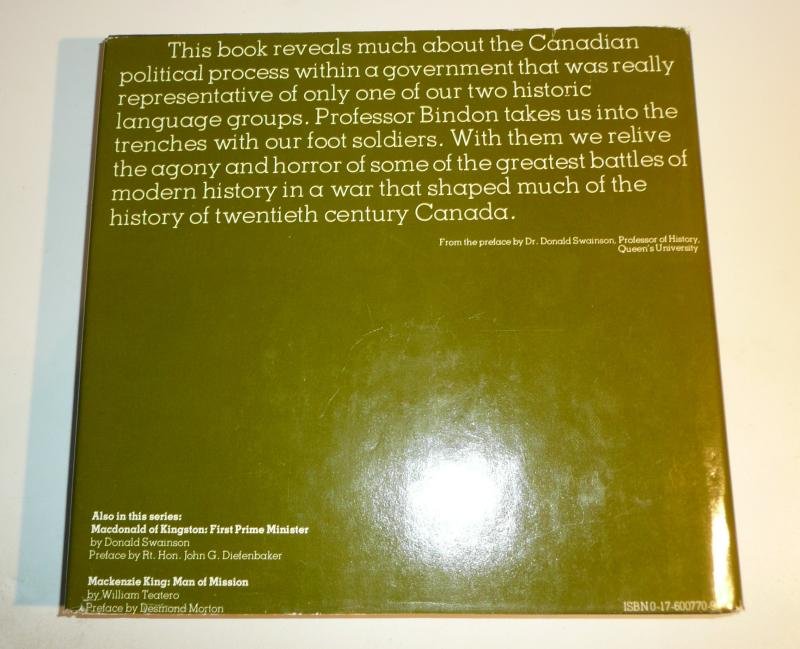 This book reveals much about the Canadian
political process within a government that was really
representative of only one of our two historic
language groups. Professor Bindon takes us into the
trenches with our foot soldiers. With them we relive
the agony and horror of some of the greatest battles of
modern history in a war that shaped much of the
history of twentieth century Canada.
From the preface by Dr. Donald Swainson, Professor of History,
Queen's University
Also in this series:
Macdonald of Kingston: First Prime Minister
by Donald Swainson
Preface by Rt. Hon. John G. Diefenbaker
Mackenzie King: Man of Mission
by William Teatero
Preface by Desmond Morton
ISBN 0-17-600770-